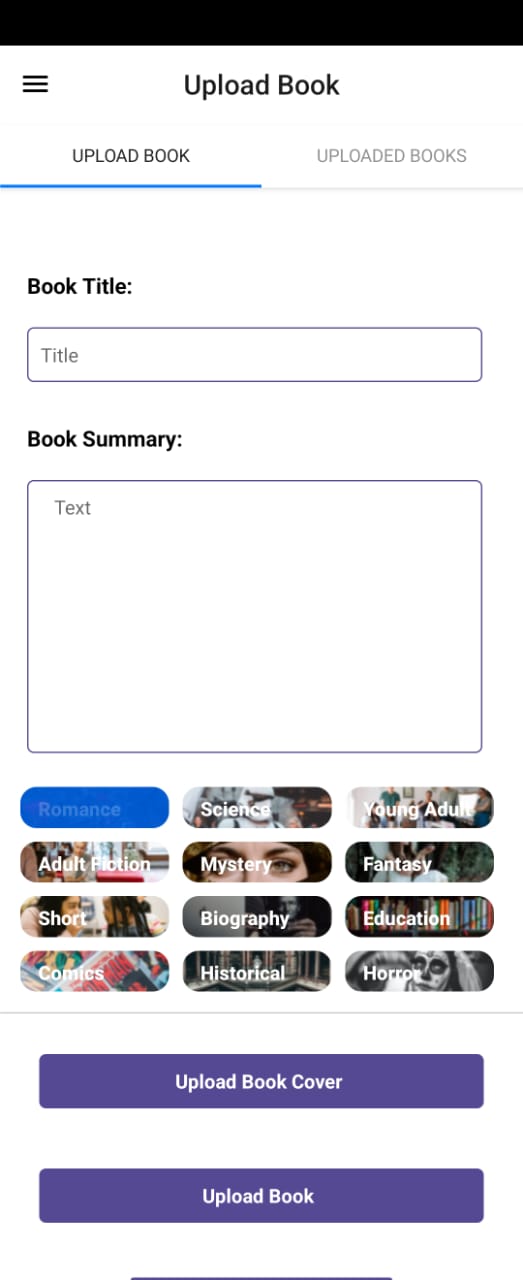 Upload Book
UPLOAD BOOK UPLOADED BOOKS
Book Title:
Title
Book Summary:
Text
Romance Science Young Adult
Adult Fiction Mystery Fantasy
Short Biography Education
Comics Historical Horror
Upload Book Cover
Upload Book